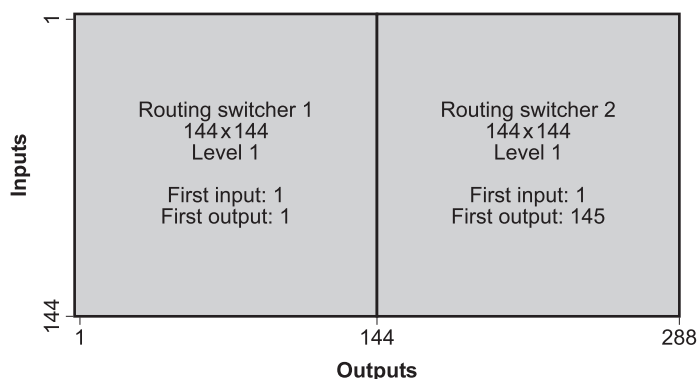 1
Inputs
144
Routing switcher 1
144x144
Level 1
First input: 1
First output: 1
Routing switcher 2
144x144
Level 1
First input: 1
First output: 145
1
144
288
Outputs